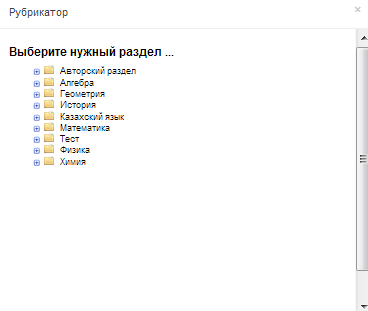 Рубрикатор
Выберите нужный раздел ...
Авторский раздел
Алгебра
Геометрия
История
Казахский язык
Математика
Тест
Физика
Химия